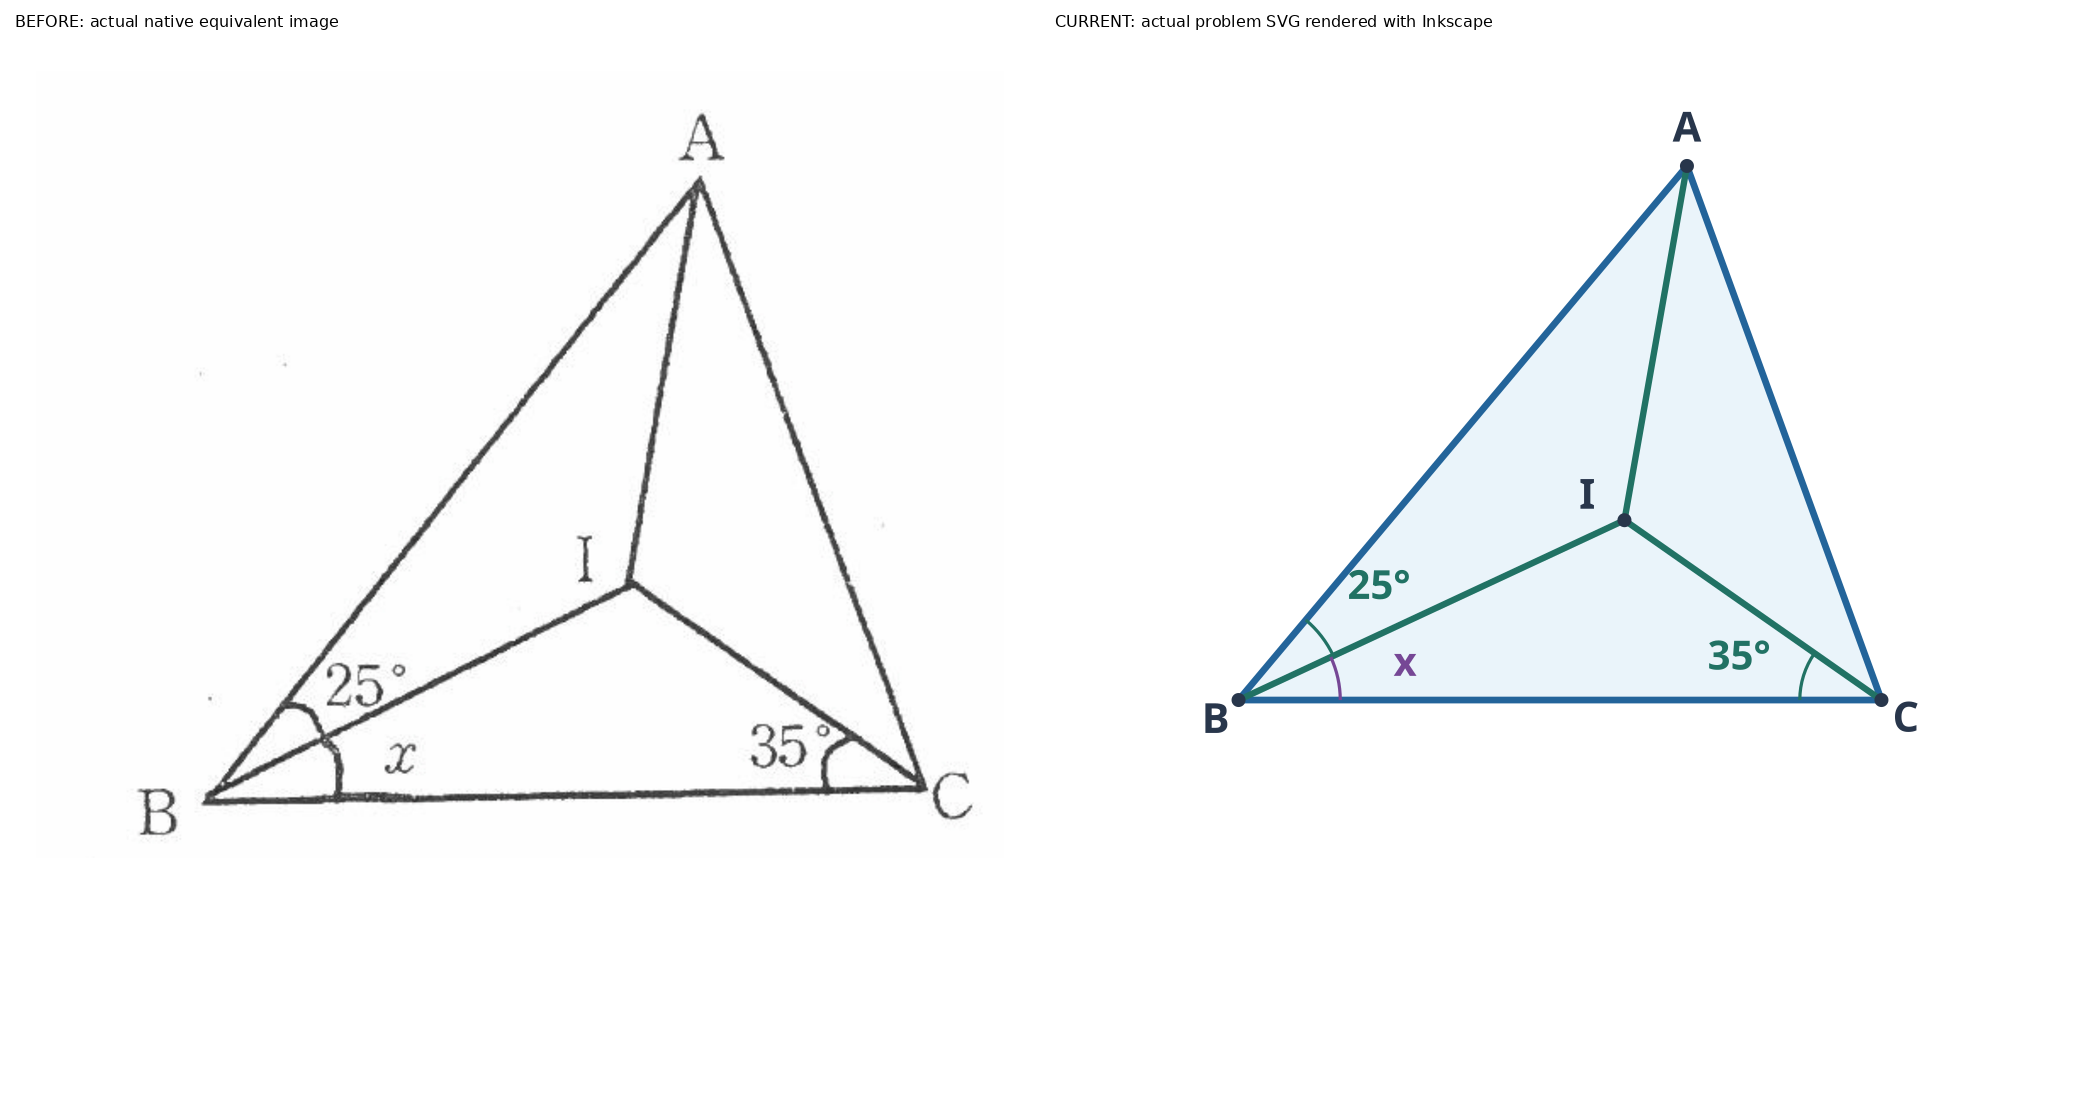 BEFORE: actual native equivalent image
A
I
25°
x
35°
B
C
CURRENT: actual problem SVG rendered with Inkscape
A
I
25°
x
35°
B
C